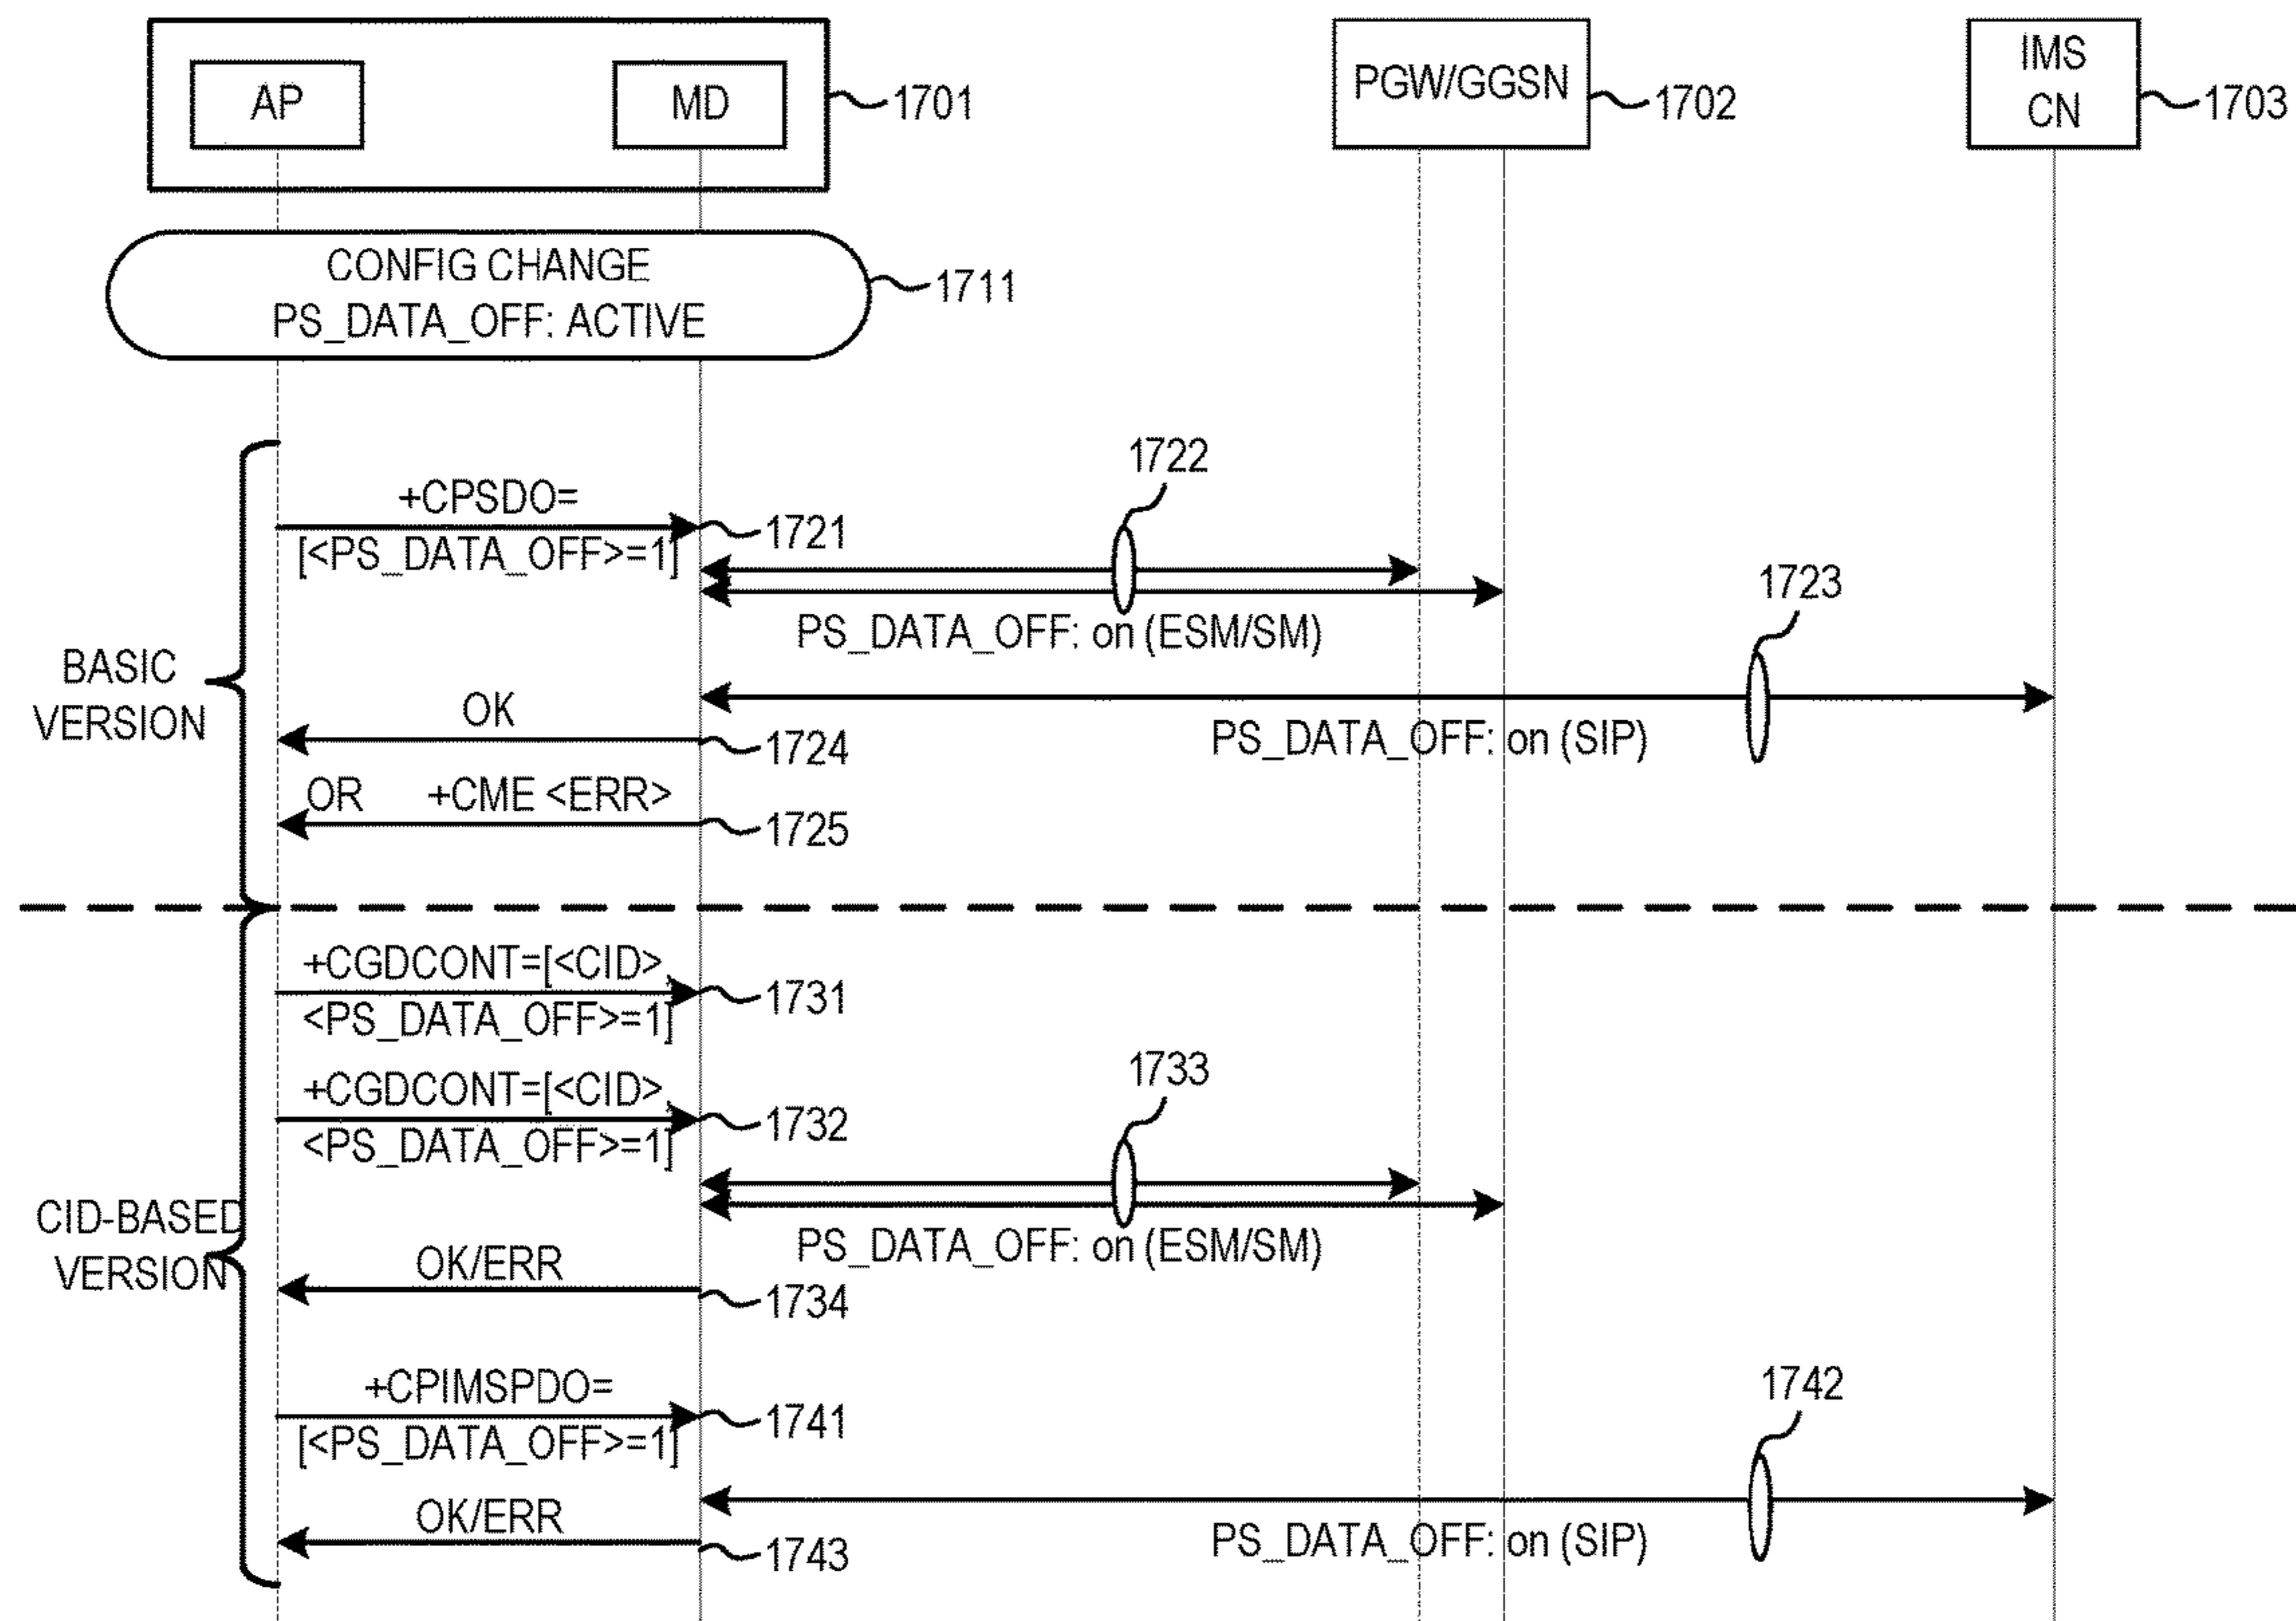 AP
MD
1701
PGW/GGSN
1702
IMS
CN
1703
CONFIG CHANGE
PS_DATA_OFF: ACTIVE
1711
BASIC
VERSION
+CPSDO=
[<PS_DATA_OFF>=1]
1721
1722
PS_DATA_OFF: on (ESM/SM)
1723
PS_DATA_OFF: on (SIP)
OK
1724
OR +CME <ERR>
1725
CID-BASED
VERSION
+CGDCONT=[<CID>,
<PS_DATA_OFF>=1]
1731
+CGDCONT=[<CID>,
<PS_DATA_OFF>=1]
1732
1733
PS_DATA_OFF: on (ESM/SM)
OK/ERR
1734
+CPIMSPDO=
[<PS_DATA_OFF>=1]
1741
1742
PS_DATA_OFF: on (SIP)
OK/ERR
1743